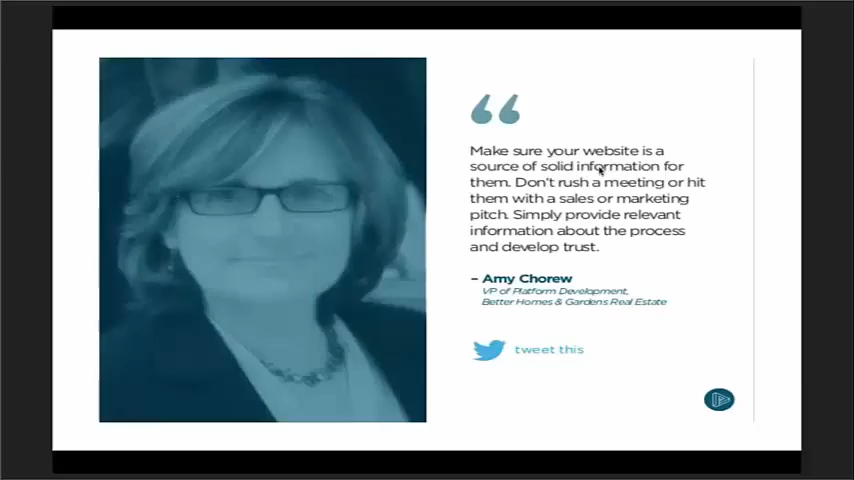 Make sure your website is a
source of solid information for
them. Don't rush a meeting or hit
them with a sales or marketing
pitch. Simply provide relevant
information about the process
and develop trust.
– Amy Chorew
VP of Platform Development,
Better Homes & Gardens Real Estate
tweet this